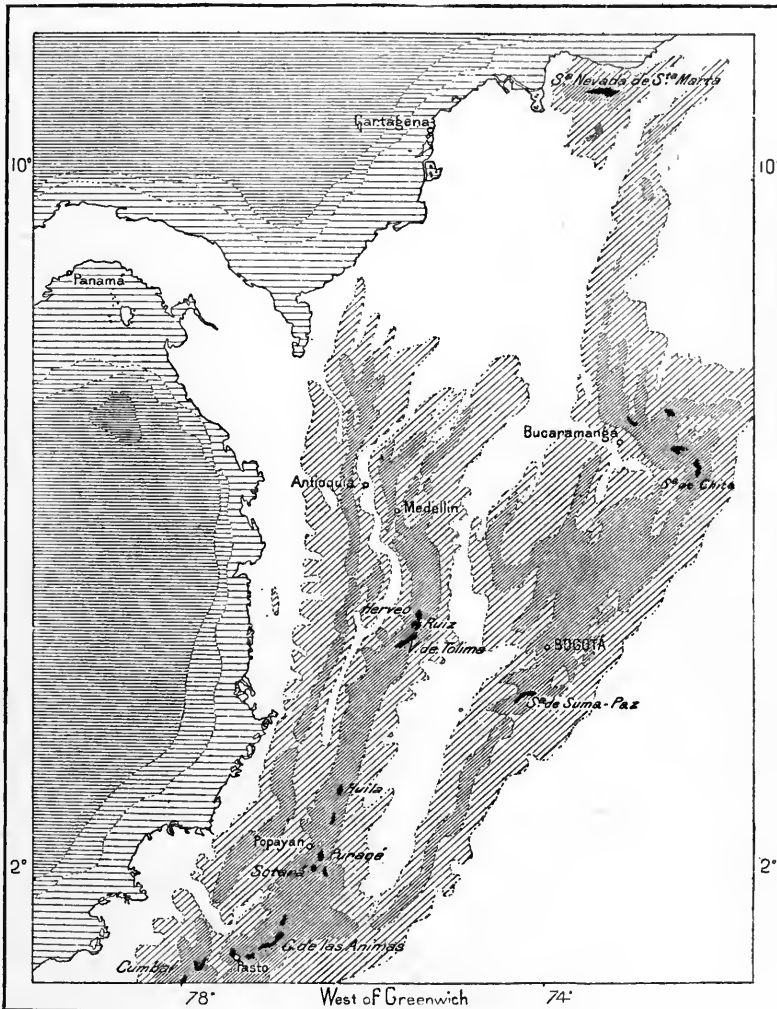 Sª Nevada de Sta Marta
Cartagena
10° 10°
Panamá
Bucaramanga
Sª de Chita
Antioquia
Medellin
Herveo
Ruiz
V. de Tolima
BOGOTÁ
Sª de Suma-Paz
Huila
Popayan
Puracé
Sotará
2° 2°
C. de las Animas
Cumbal
Pasto
78° West of Greenwich 74°